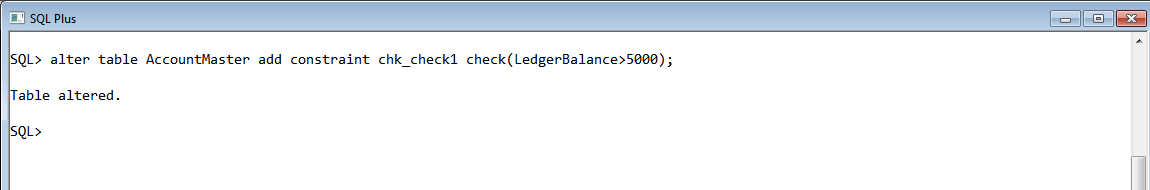 SQL Plus
SQL> alter table AccountMaster add constraint chk_check1 check(LedgerBalance>5000);
Table altered.
SQL>